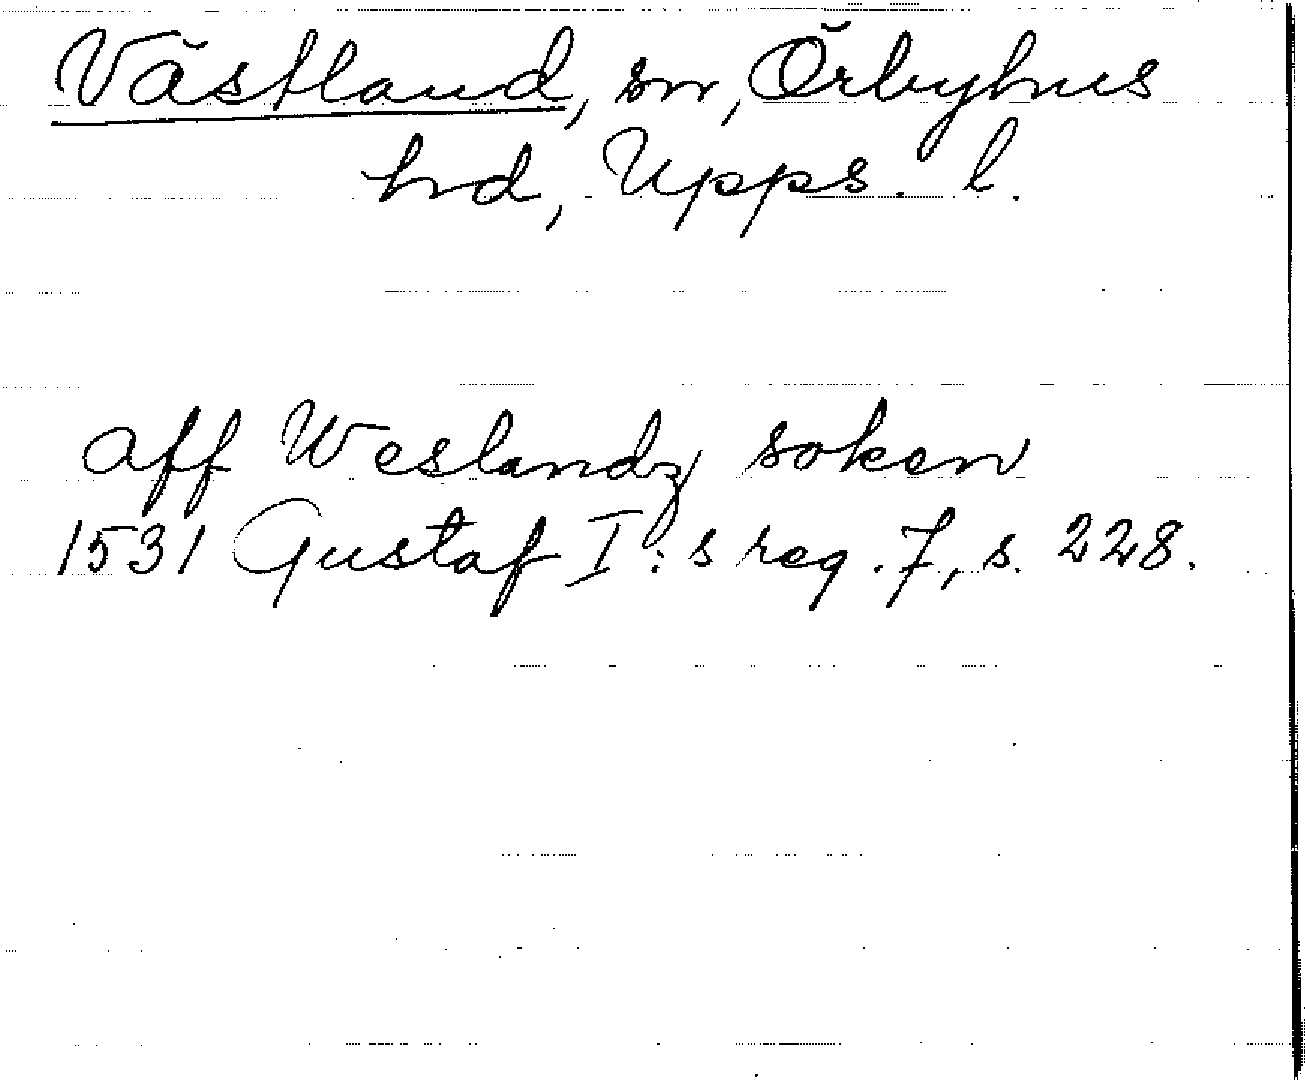 Västland, sn, Örbyhus
hd, Upps. l.
aff Weslandz soken
1531 Gustaf I:s reg. 7, s. 228.